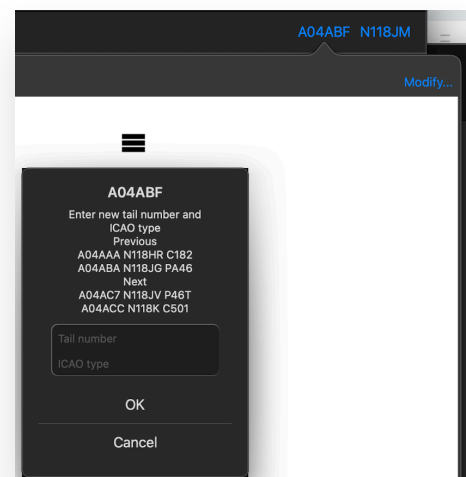 A04ABF N118JM
Modify...
A04ABF
Enter new tail number and
ICAO type
Previous
A04AAA N118HR C182
A04ABA N118JG PA46
Next
A04AC7 N118JV P46T
A04ACC N118K C501
Tail number
ICAO type
OK
Cancel